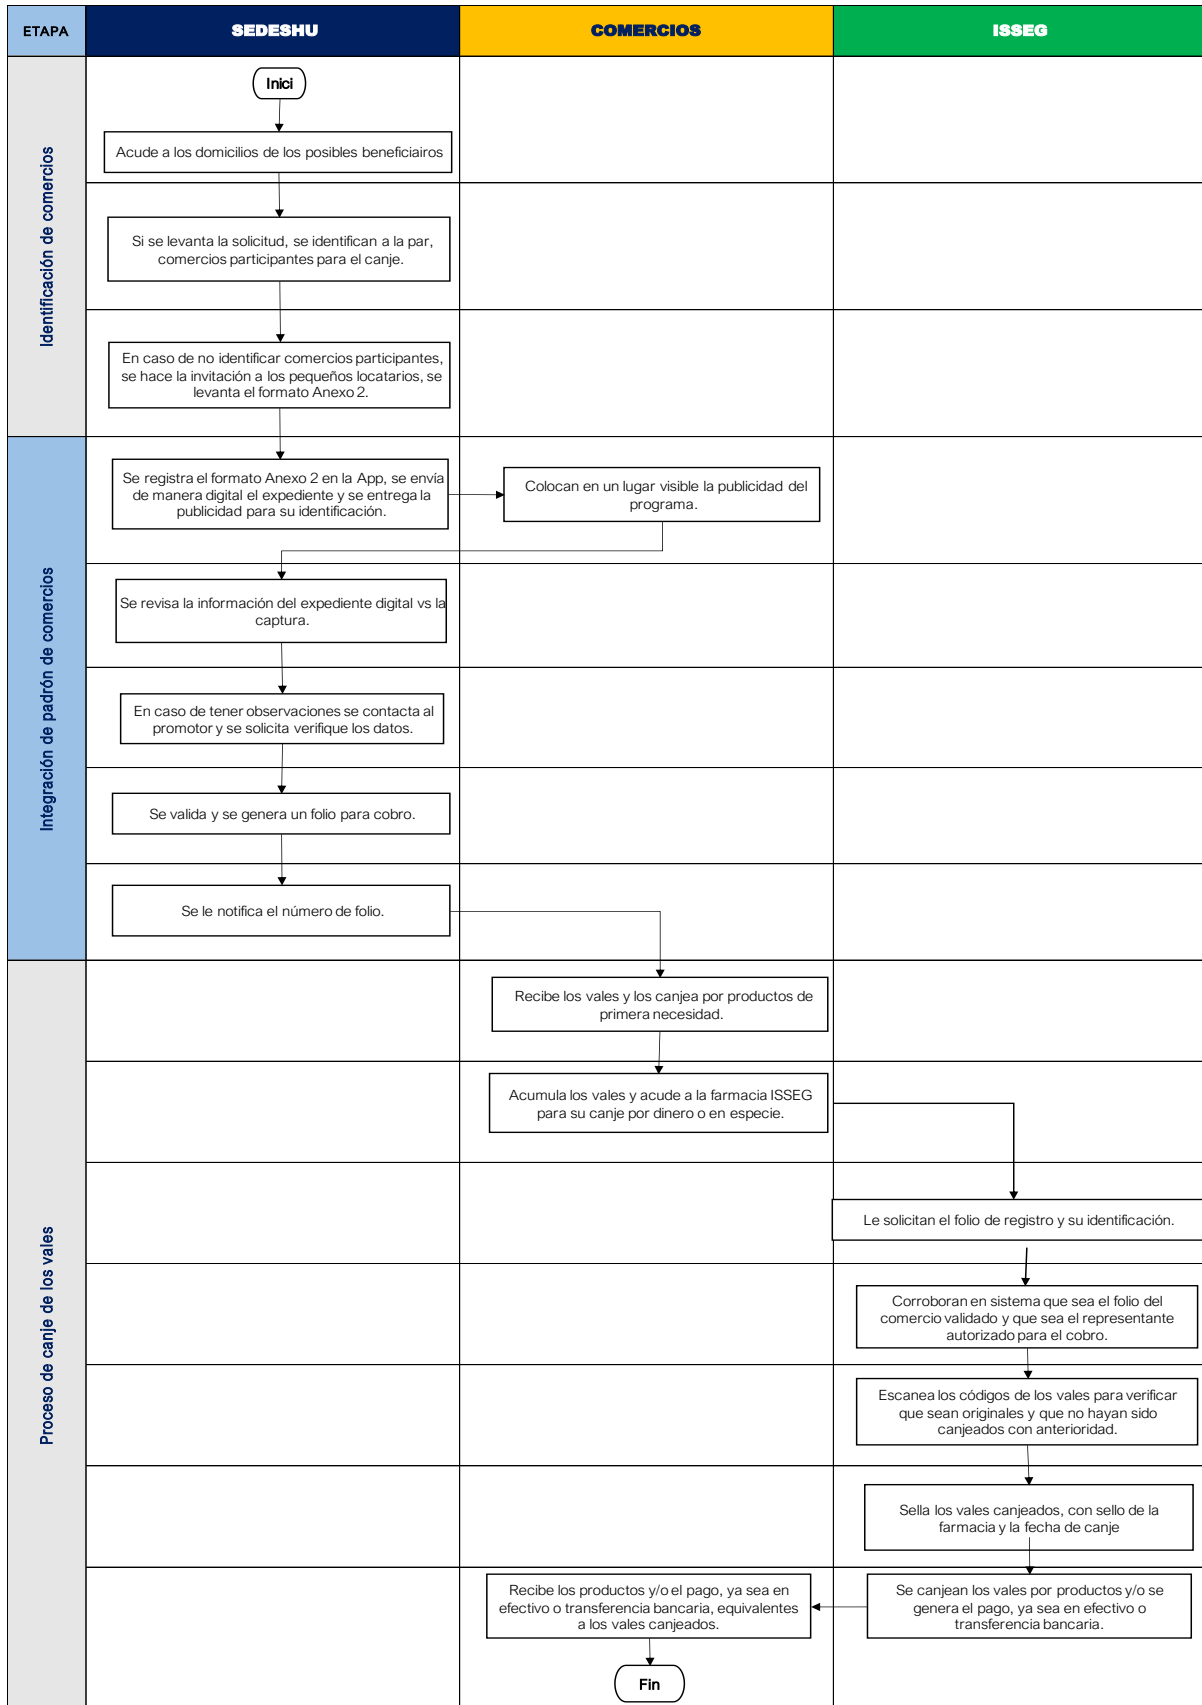 ETAPA
SEDESHU
COMERCIOS
ISSEG
Identificación de comercios
Inici
Acude a los domicilios de los posibles beneficiairos
Si se levanta la solicitud, se identifican a la par,
comercios participantes para el canje.
En caso de no identificar comercios participantes,
se hace la invitación a los pequeños locatarios, se
levanta el formato Anexo 2.
Integración de padrón de comercios
Se registra el formato Anexo 2 en la App, se envía
de manera digital el expediente y se entrega la
publicidad para su identificación.
Colocan en un lugar visible la publicidad del
programa.
Se revisa la información del expediente digital vs la
captura.
En caso de tener observaciones se contacta al
promotor y se solicita verifique los datos.
Se valida y se genera un folio para cobro.
Se le notifica el número de folio.
Proceso de canje de los vales
Recibe los vales y los canjea por productos de
primera necesidad.
Acumula los vales y acude a la farmacia ISSEG
para su canje por dinero o en especie.
Le solicitan el folio de registro y su identificación.
Corroboran en sistema que sea el folio del
comercio validado y que sea el representante
autorizado para el cobro.
Escanea los códigos de los vales para verificar
que sean originales y que no hayan sido
canjeados con anterioridad.
Sella los vales canjeados, con sello de la
farmacia y la fecha de canje
Se canjean los vales por productos y/o se
genera el pago, ya sea en efectivo o
transferencia bancaria.
Recibe los productos y/o el pago, ya sea en
efectivo o transferencia bancaria, equivalentes
a los vales canjeados.
Fin